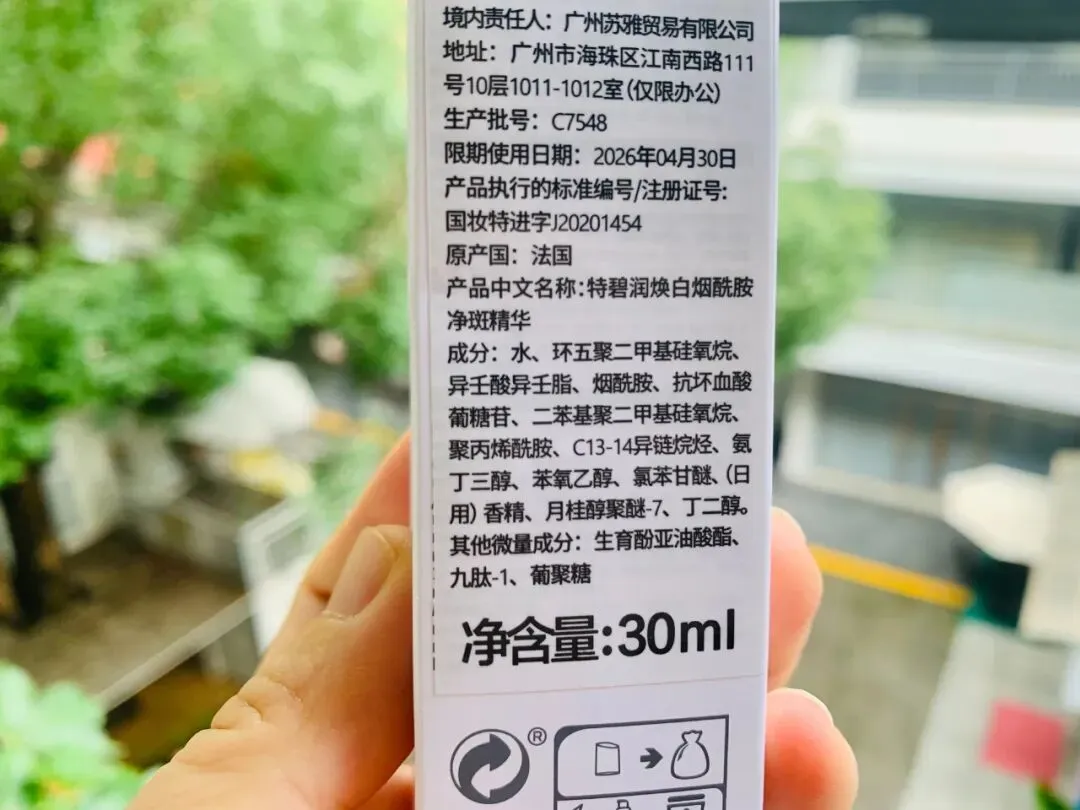 境内责任人：广州苏雅贸易有限公司
地址：广州市海珠区江南西路111
号10层1011-1012室(仅限办公)
生产批号：C7548
限期使用日期：2026年04月30日
产品执行的标准编号/注册证号:
国妆特进字J20201454
原产国：法国
产品中文名称:特碧润焕白烟酰胺
净斑精华
成分：水、环五聚二甲基硅氧烷、
异壬酸异壬脂、烟酰胺、抗坏血酸
葡糖苷、二苯基聚二甲基硅氧烷、
聚丙烯酰胺、C13-14异链烷烃、氨
丁三醇、苯氧乙醇、氯苯甘醚、(日
用)香精、月桂醇聚醚-7、丁二醇。
其他微量成分：生育酚亚油酸酯、
九肽-1、葡聚糖
净含量:30ml
®